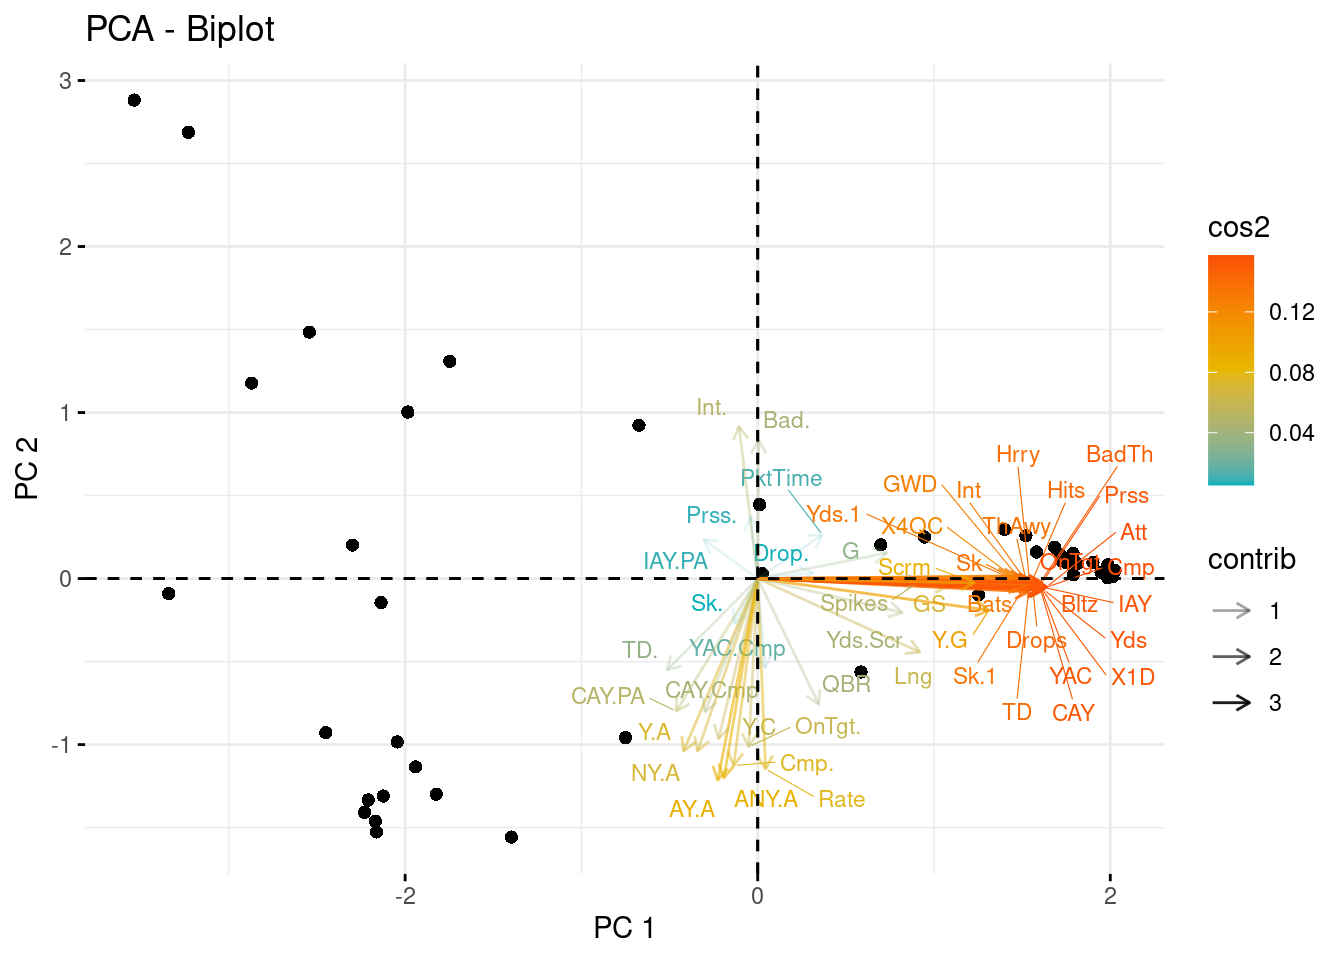 PCA - Biplot
3
2
1
0
-1
PC 2
-2
0
2
PC 1
Int.
Bad.
PktTime
Prss.
Yds.1
X4QC
GWD
Int
Hrry
BadTh
Hits
Prss
ThAwy
Att
IAY.PA
Drop.
G
Scrm
Sk
OnTgt
Cmp
Sk.
Spikes
GS
Bats
Bltz
IAY
TD.
YAC.Cmp
Yds.Scr
Y.G
Drops
Yds
CAY.PA
CAY.Cmp
QBR
Lng
Sk.1
YAC
X1D
TD
CAY
Y.A
Y.C
OnTgt.
NY.A
Cmp.
AY.A
ANY.A
Rate
cos2
0.12
0.08
0.04
contrib
1
2
3